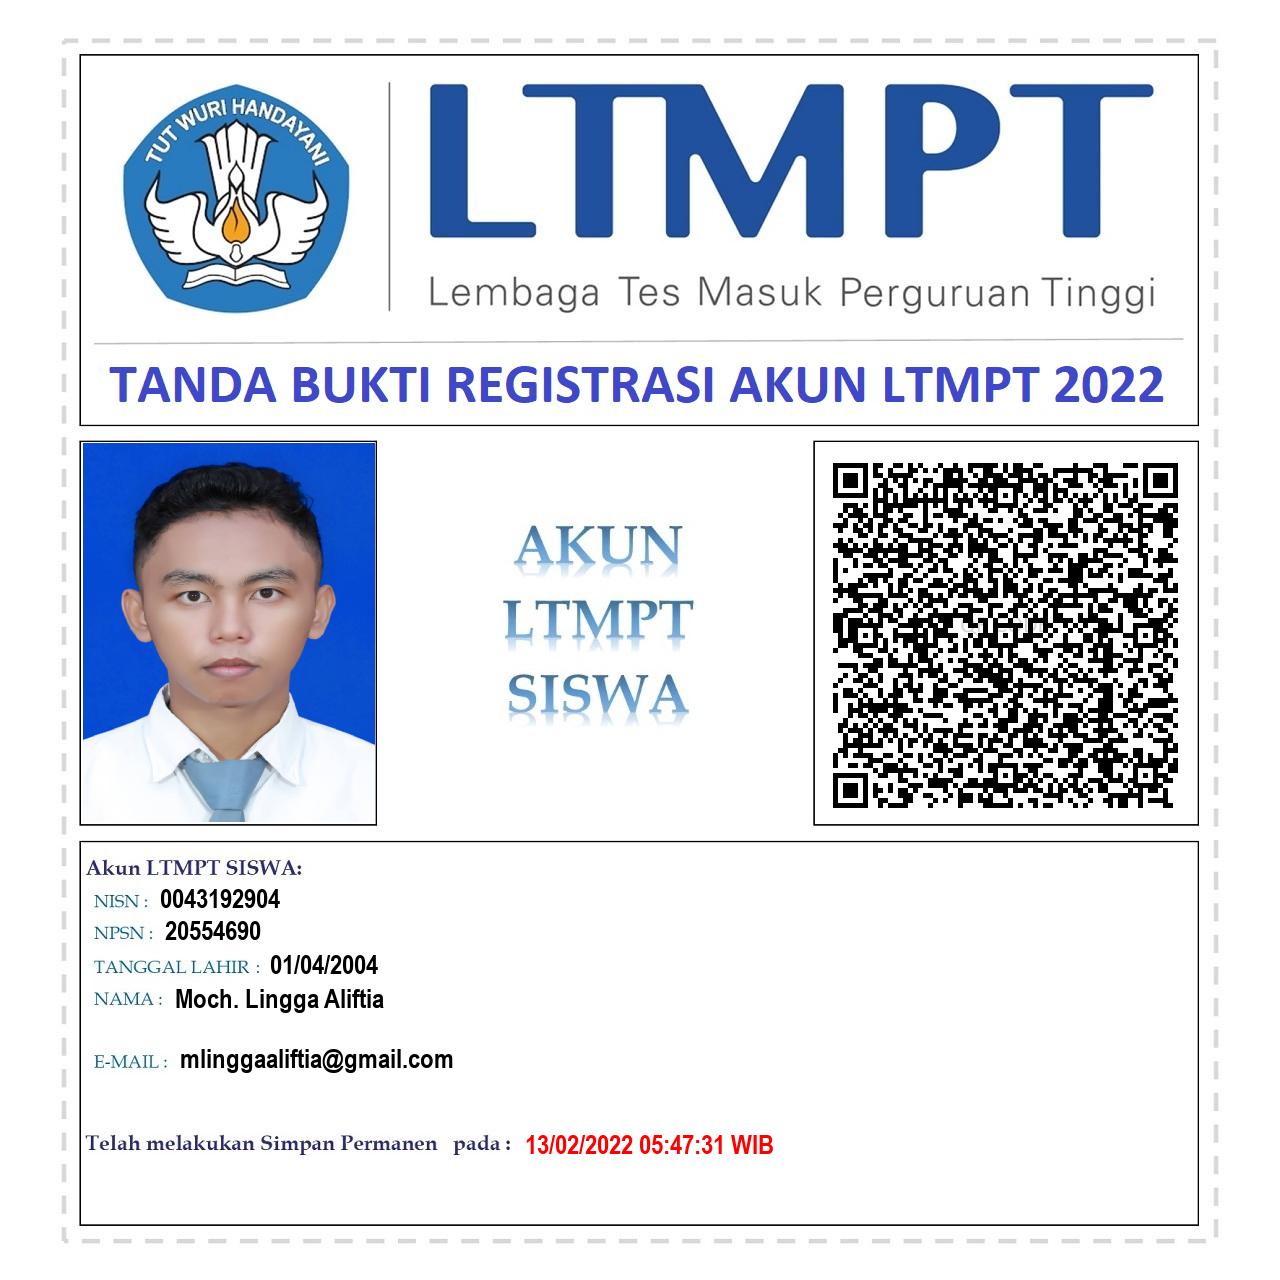 TUT WURI HANDAYANI
LTMPT
Lembaga Tes Masuk Perguruan Tinggi
TANDA BUKTI REGISTRASI AKUN LTMPT 2022
AKUN
LTMPT
SISWA
Akun LTMPT SISWA:
NISN : 0043192904
NPSN : 20554690
TANGGAL LAHIR : 01/04/2004
NAMA : Moch. Lingga Aliftia
E-MAIL : mlinggaaliftia@gmail.com
Telah melakukan Simpan Permanen pada : 13/02/2022 05:47:31 WIB